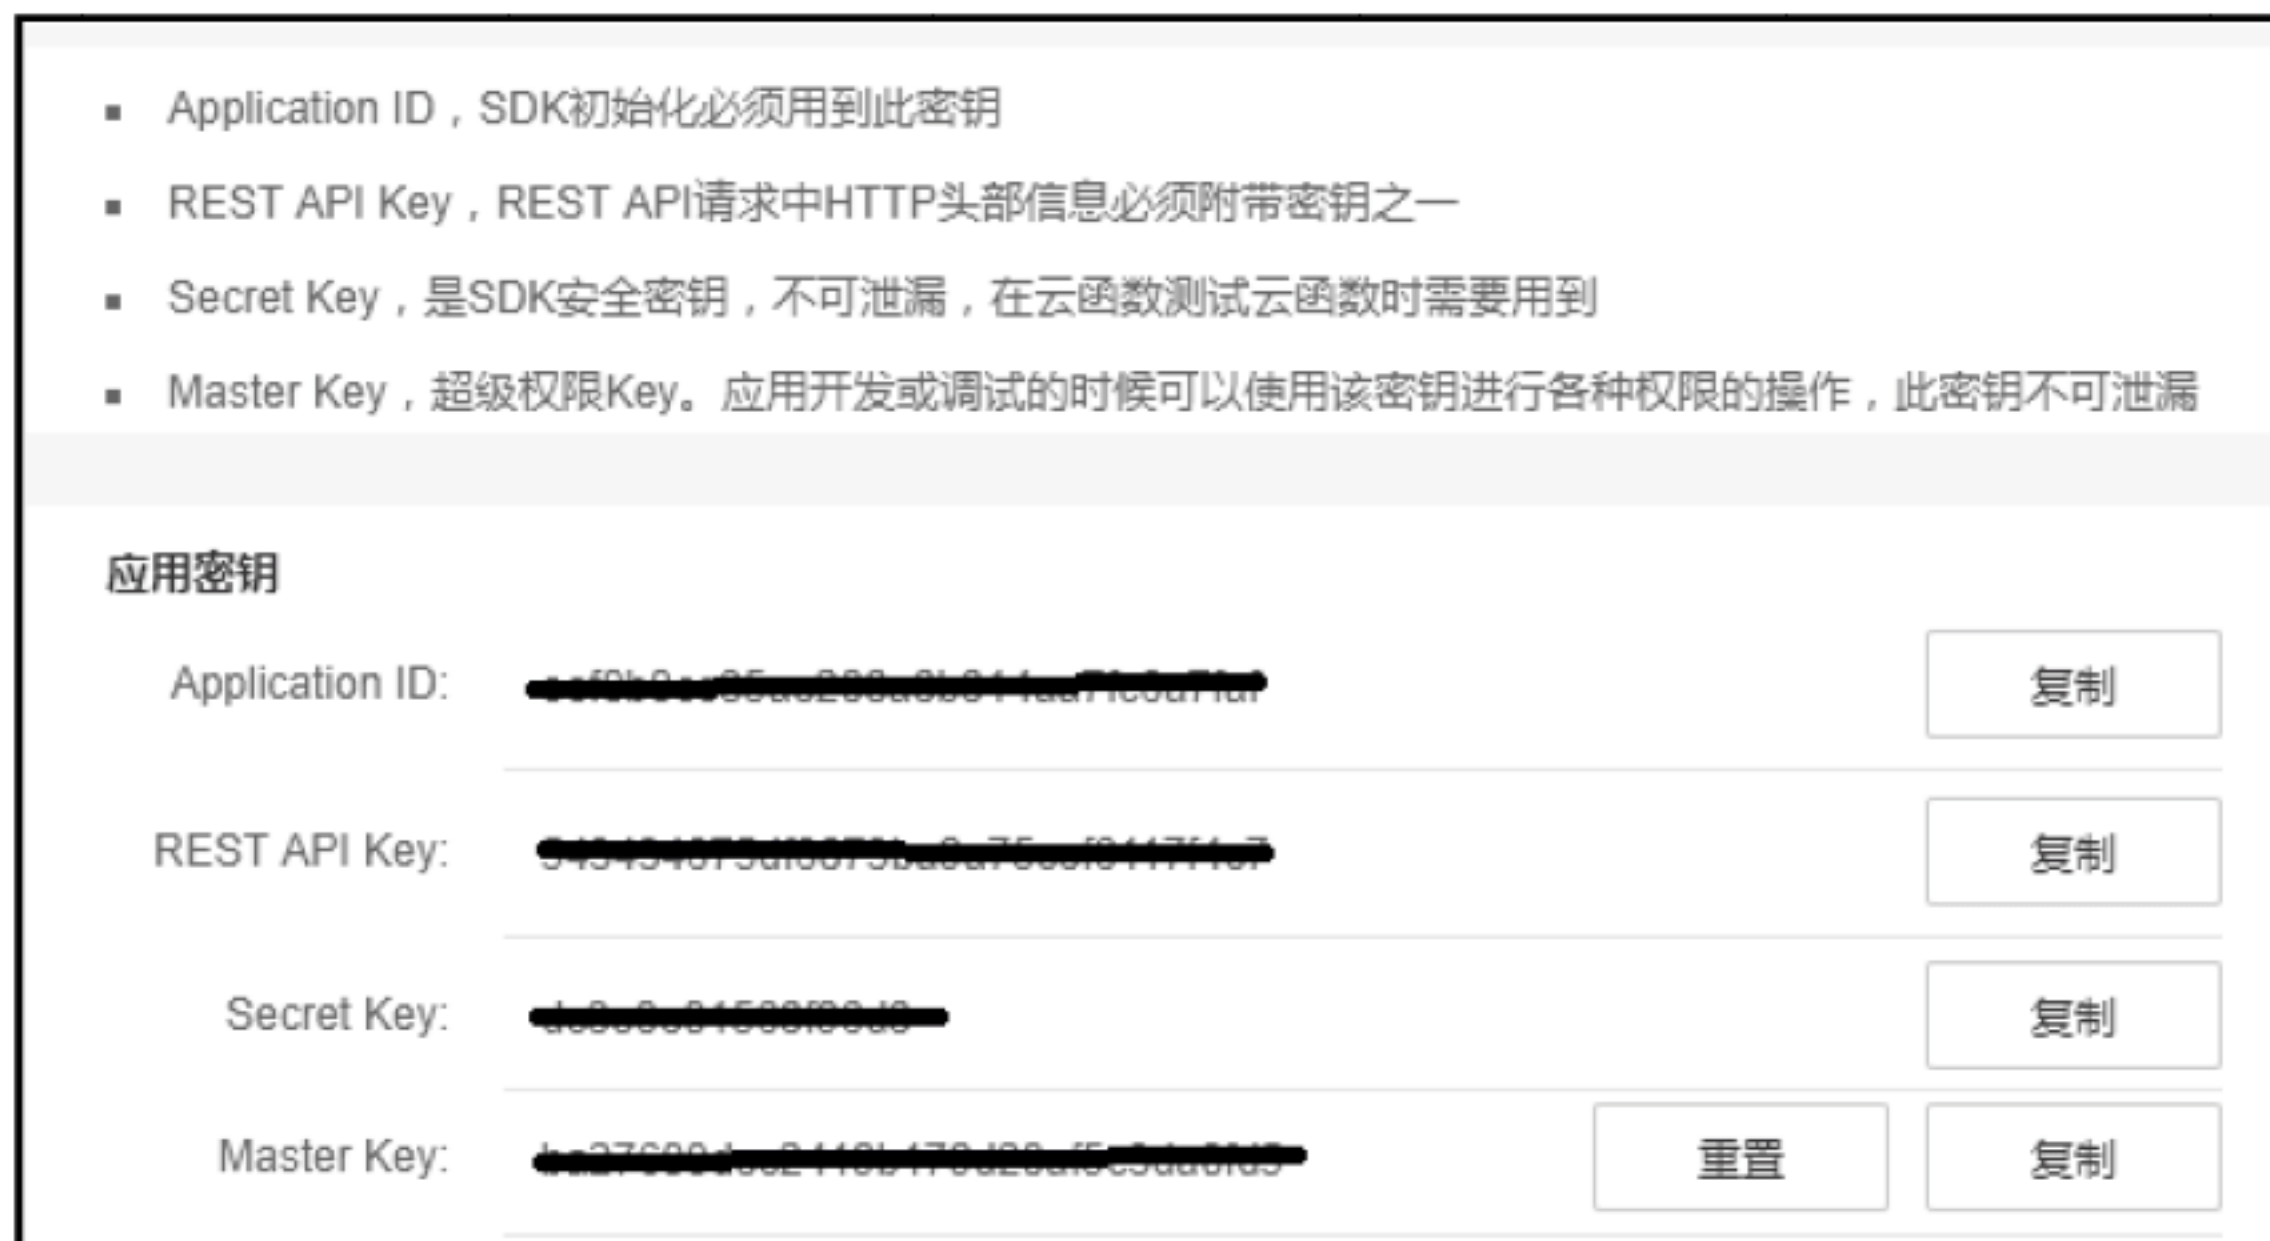 Application ID，SDK初始化必须用到此密钥
REST API Key，REST API请求中HTTP头部信息必须附带密钥之一
Secret Key，是SDK安全密钥，不可泄漏，在云函数测试云函数时需要用到
Master Key，超级权限Key。应用开发或调试的时候可以使用该密钥进行各种权限的操作，此密钥不可泄漏
应用密钥
Application ID: 复制
REST API Key: 复制
Secret Key: 复制
Master Key: 重置 复制